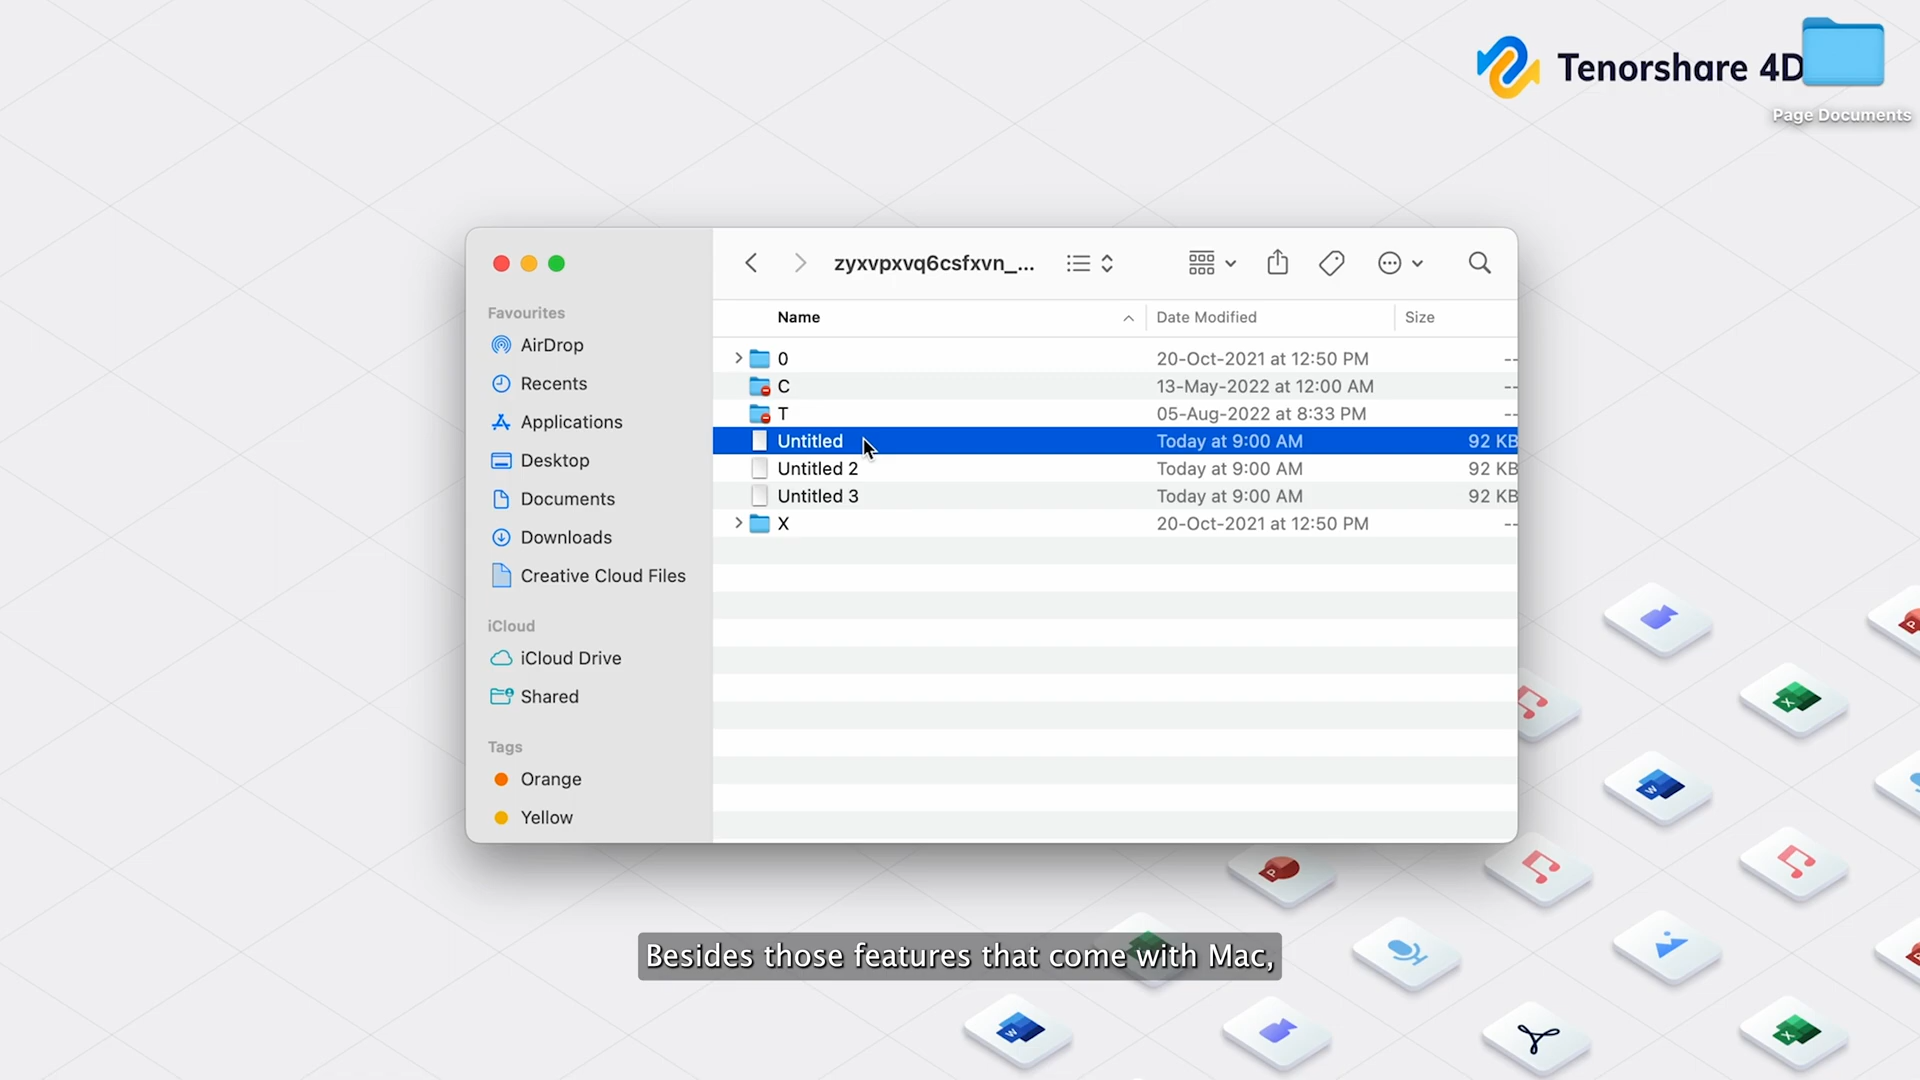 Tenorshare 4D
Page Documents
zyxvpxvq6csfxvn_...
Favourites
AirDrop
Recents
Applications
Desktop
Documents
Downloads
Creative Cloud Files
iCloud
iCloud Drive
Shared
Tags
Orange
Yellow
Name Date Modified Size
0 20-Oct-2021 at 12:50 PM --
C 13-May-2022 at 12:00 AM --
T 05-Aug-2022 at 8:33 PM --
Untitled Today at 9:00 AM 92 KB
Untitled 2 Today at 9:00 AM 92 KB
Untitled 3 Today at 9:00 AM 92 KB
X 20-Oct-2021 at 12:50 PM --
P
X
W
P
W
X
Besides those features that come with Mac,